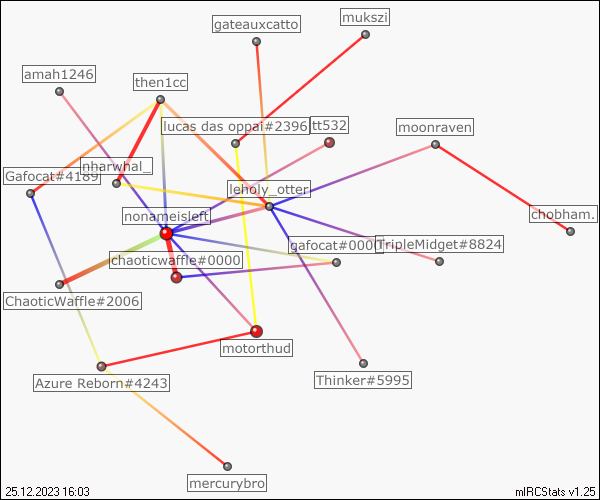 mukszi
gateauxcatto
amah1246
then1cc
lucas das oppai#2396
tt532
moonraven
nharwhal_
Gafocat#4189
leholy_otter
nonameisleft
chobham.
gafocat#0001
TripleMidget#8824
chaoticwaffle#0000
ChaoticWaffle#2006
motorthud
Azure Reborn#4243
Thinker#5995
mercurybro
25.12.2023 16:03
mIRCStats v1.25